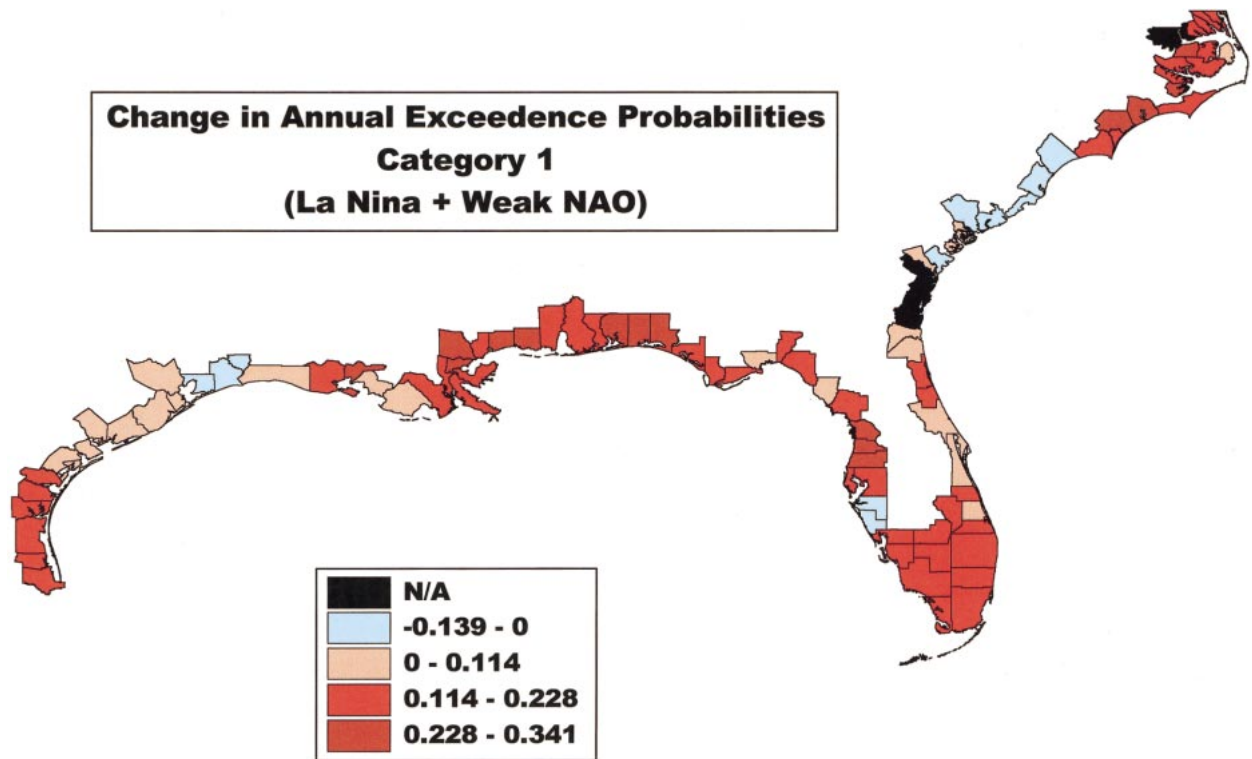 Change in Annual Exceedence Probabilities
Category 1
(La Nina + Weak NAO)
N/A
-0.139 - 0
0 - 0.114
0.114 - 0.228
0.228 - 0.341